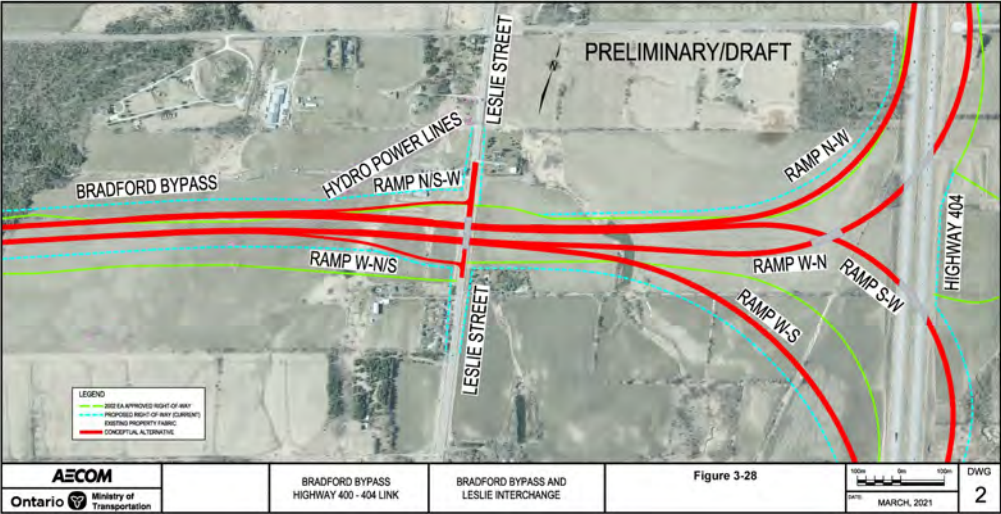 PRELIMINARY/DRAFT
LESLIE STREET
N
HYDRO POWER LINES
BRADFORD BYPASS
RAMP N/S-W
RAMP N-W
HIGHWAY 404
RAMP W-N/S
RAMP W-N
RAMP S-W
RAMP W-S
LESLIE STREET
LEGEND
2002 EA APPROVED RIGHT-OF-WAY
PROPOSED RIGHT-OF-WAY (CURRENT)
EXISTING PROPERTY FABRIC
CONCEPTUAL ALTERNATIVE
AECOM
Ontario Ministry of
Transportation
BRADFORD BYPASS
HIGHWAY 400 - 404 LINK
BRADFORD BYPASS AND
LESLIE INTERCHANGE
Figure 3-28
100m 0m 100m
DATE:
MARCH, 2021
DWG
2